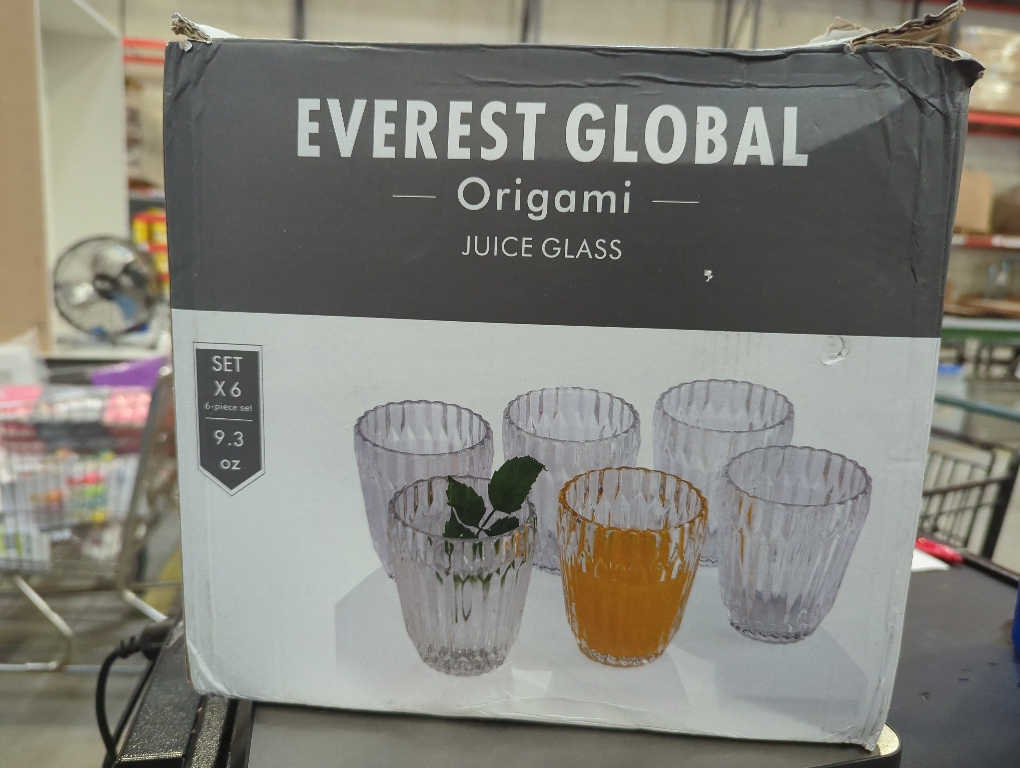 EVEREST GLOBAL
Origami
JUICE GLASS
SET
X 6
6-piece set
9.3
oz